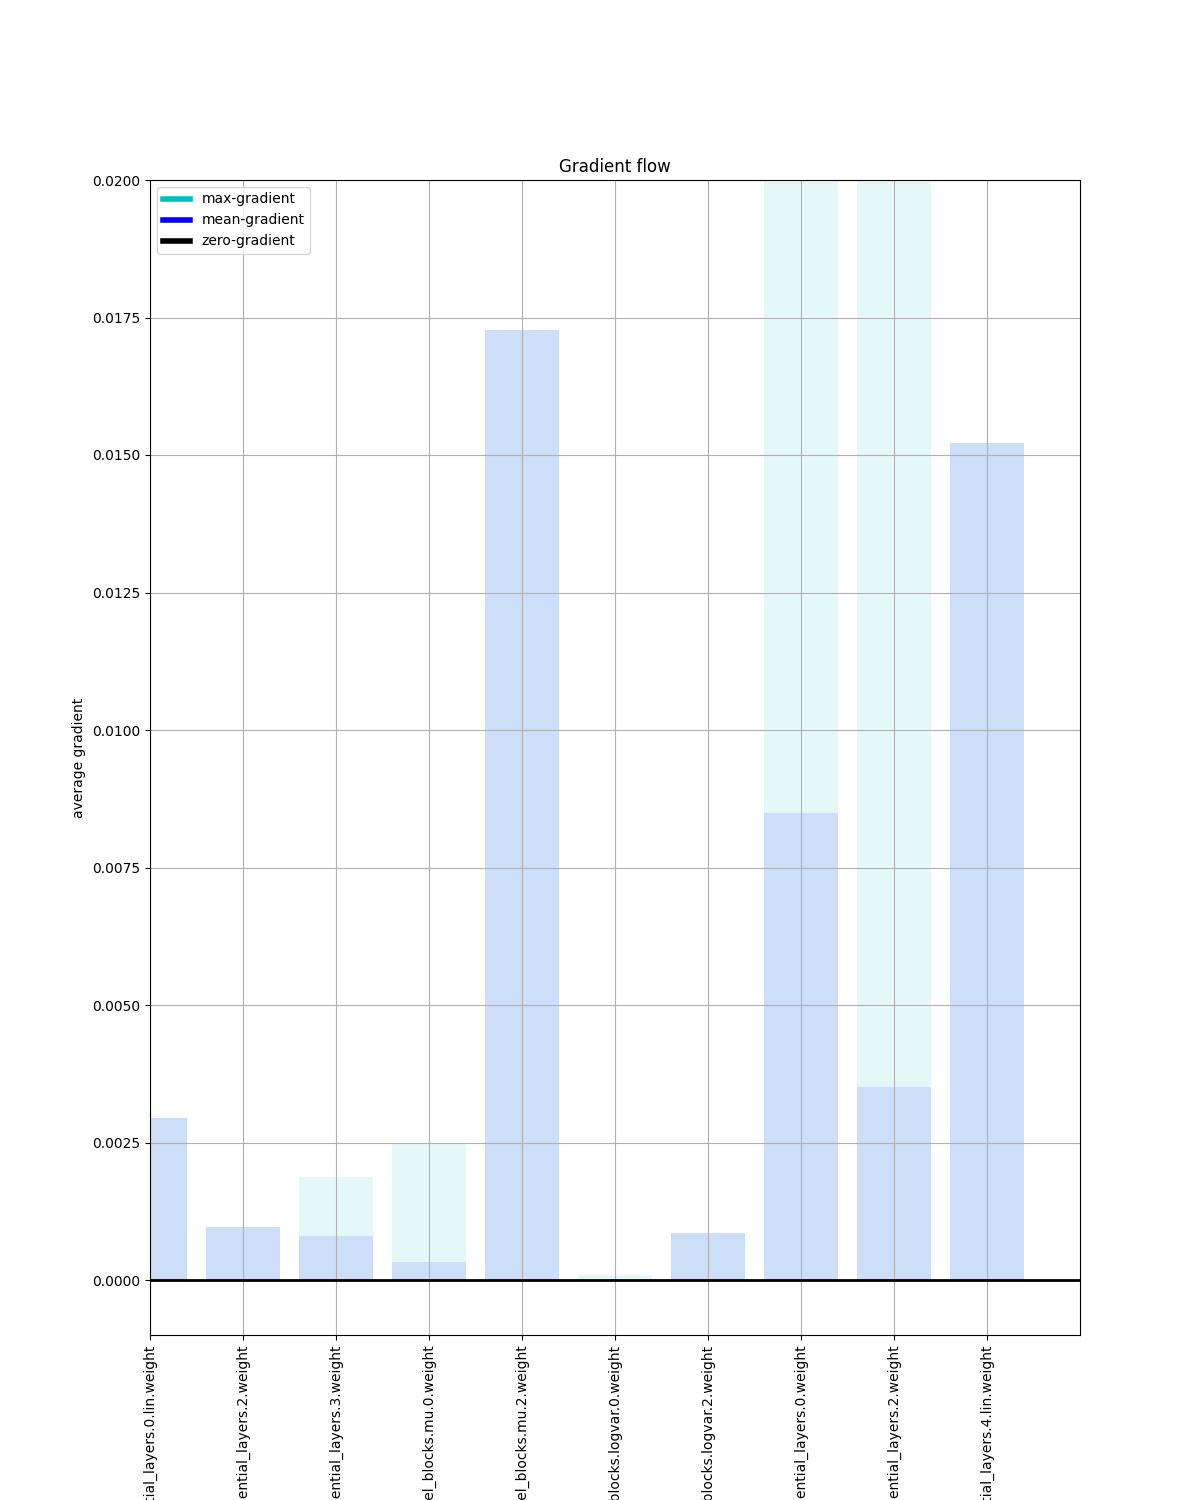 Gradient flow
max-gradient
mean-gradient
zero-gradient
0.0200
0.0175
0.0150
0.0125
0.0100
0.0075
0.0050
0.0025
0.0000
average gradient
tial_layers.0.lin.weight
ential_layers.2.weight
ential_layers.3.weight
el_blocks.mu.0.weight
el_blocks.mu.2.weight
blocks.logvar.0.weight
blocks.logvar.2.weight
ential_layers.0.weight
ential_layers.2.weight
tial_layers.4.lin.weight